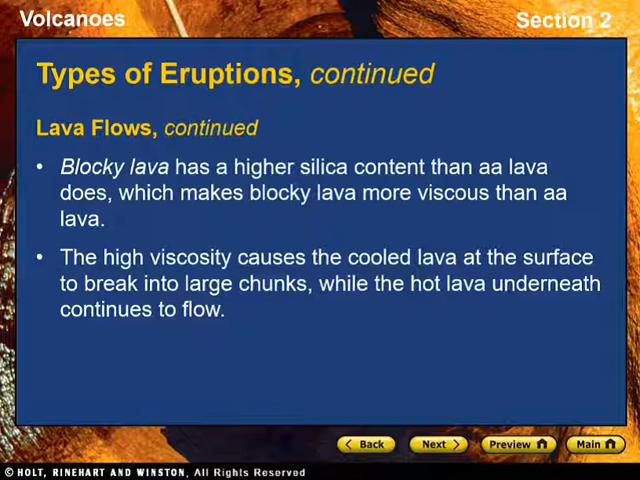 Volcanoes
Section 2
Types of Eruptions, continued
Lava Flows, continued
• Blocky lava has a higher silica content than aa lava
does, which makes blocky lava more viscous than aa
lava.
• The high viscosity causes the cooled lava at the surface
to break into large chunks, while the hot lava underneath
continues to flow.
< Back
Next >
Preview
Main
© HOLT, RINEHART AND WINSTON, All Rights Reserved